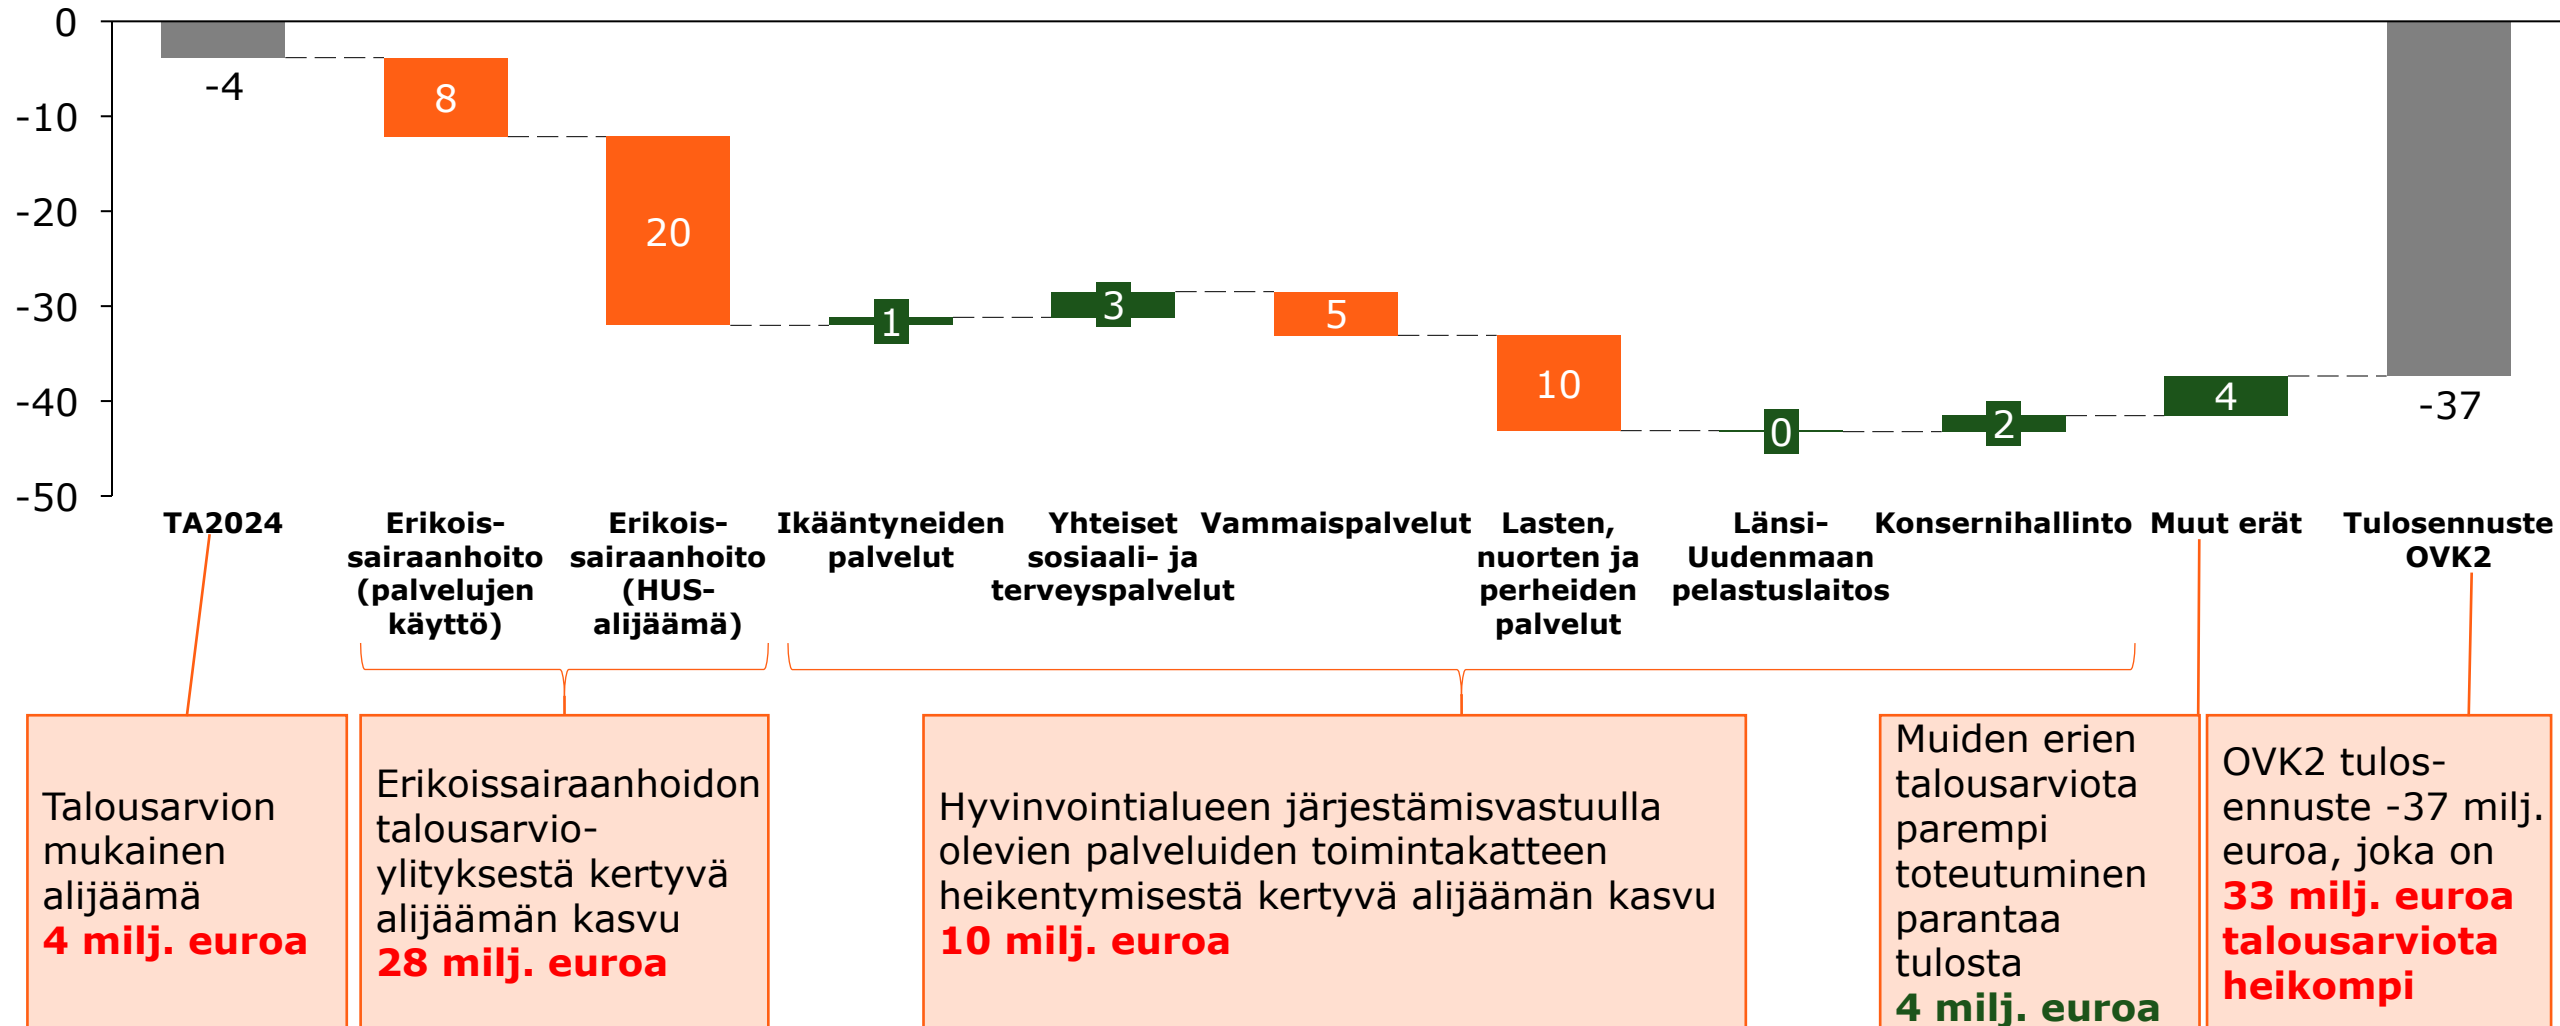 0
-10
-20
-30
-40
-50
-4
8
20
1
3
5
10
0
2
4
-37
TA2024
Erikois-
sairaanhoito
(palvelujen
käyttö)
Erikois-
sairaanhoito
(HUS-
alijäämä)
Ikääntyneiden
palvelut
Yhteiset
sosiaali- ja
terveyspalvelut
Vammaispalvelut
Lasten,
nuorten ja
perheiden
palvelut
Länsi-
Uudenmaan
pelastuslaitos
Konsernihallinto
Muut erät
Tulosennuste
OVK2
Talousarvion
mukainen
alijäämä
4 milj. euroa
Erikoissairaanhoidon
talousarvio-
ylityksestä kertyvä
alijäämän kasvu
28 milj. euroa
Hyvinvointialueen järjestämisvastuulla
olevien palveluiden toimintakatteen
heikentymisestä kertyvä alijäämän kasvu
10 milj. euroa
Muiden erien
talousarviota
parempi
toteutuminen
parantaa
tulosta
4 milj. euroa
OVK2 tulos-
ennuste -37 milj.
euroa, joka on
33 milj. euroa
talousarviota
heikompi